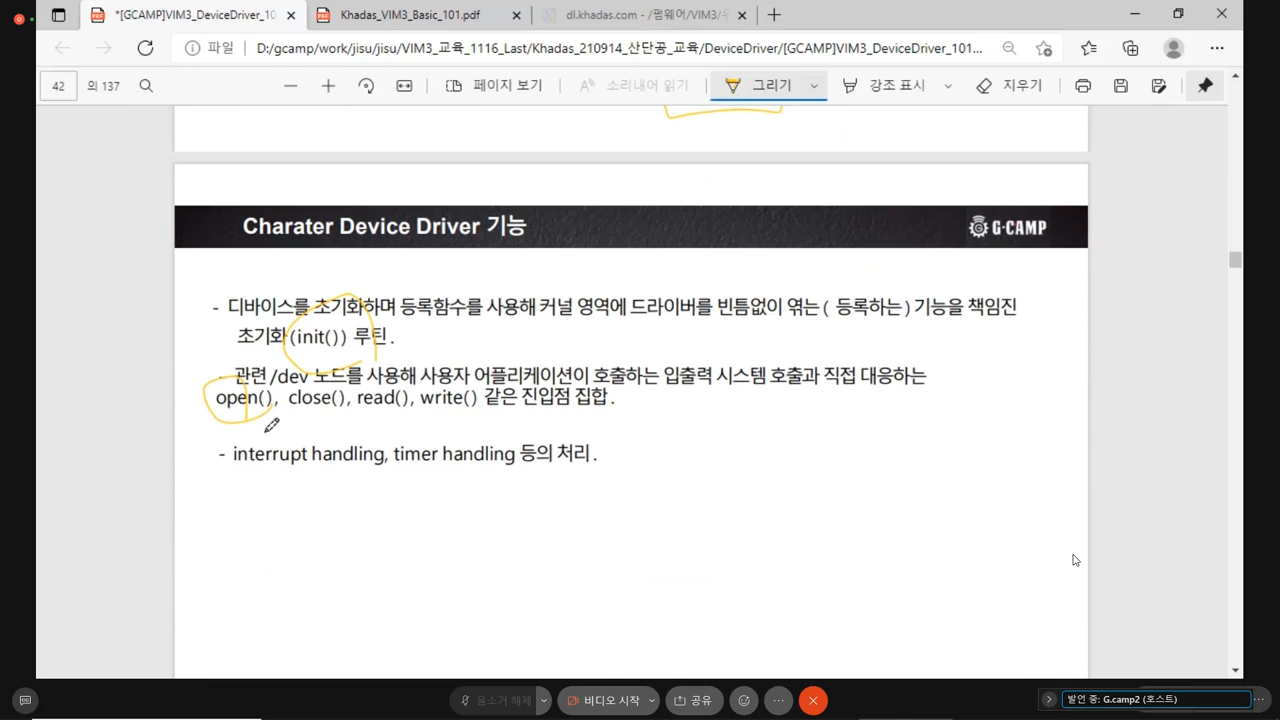 *[GCAMP]VIM3_DeviceDriver_10
Khadas_VIM3_Basic_101.pdf
dl.khadas.com - /펌웨어/VIM3/우
파일
D:/gcamp/work/jisu/jisu/VIM3_교육_1116_Last/Khadas_210914_산단공_교육/DeviceDriver/[GCAMP]VIM3_DeviceDriver_101...
42
의 137
페이지 보기
소리내어 읽기
그리기
강조 표시
지우기
Charater Device Driver 기능
G·CAMP
- 디바이스를 초기화하며 등록함수를 사용해 커널 영역에 드라이버를 빈틈없이 엮는( 등록하는)기능을 책임진
초기화(init()) 루틴.
- 관련 /dev 노드를 사용해 사용자 어플리케이션이 호출하는 입출력 시스템 호출과 직접 대응하는
open(), close(), read(), write() 같은 진입점 집합.
- interrupt handling, timer handling 등의 처리.
음소거 해제
비디오 시작
공유
발언 중: G.camp2 (호스트)